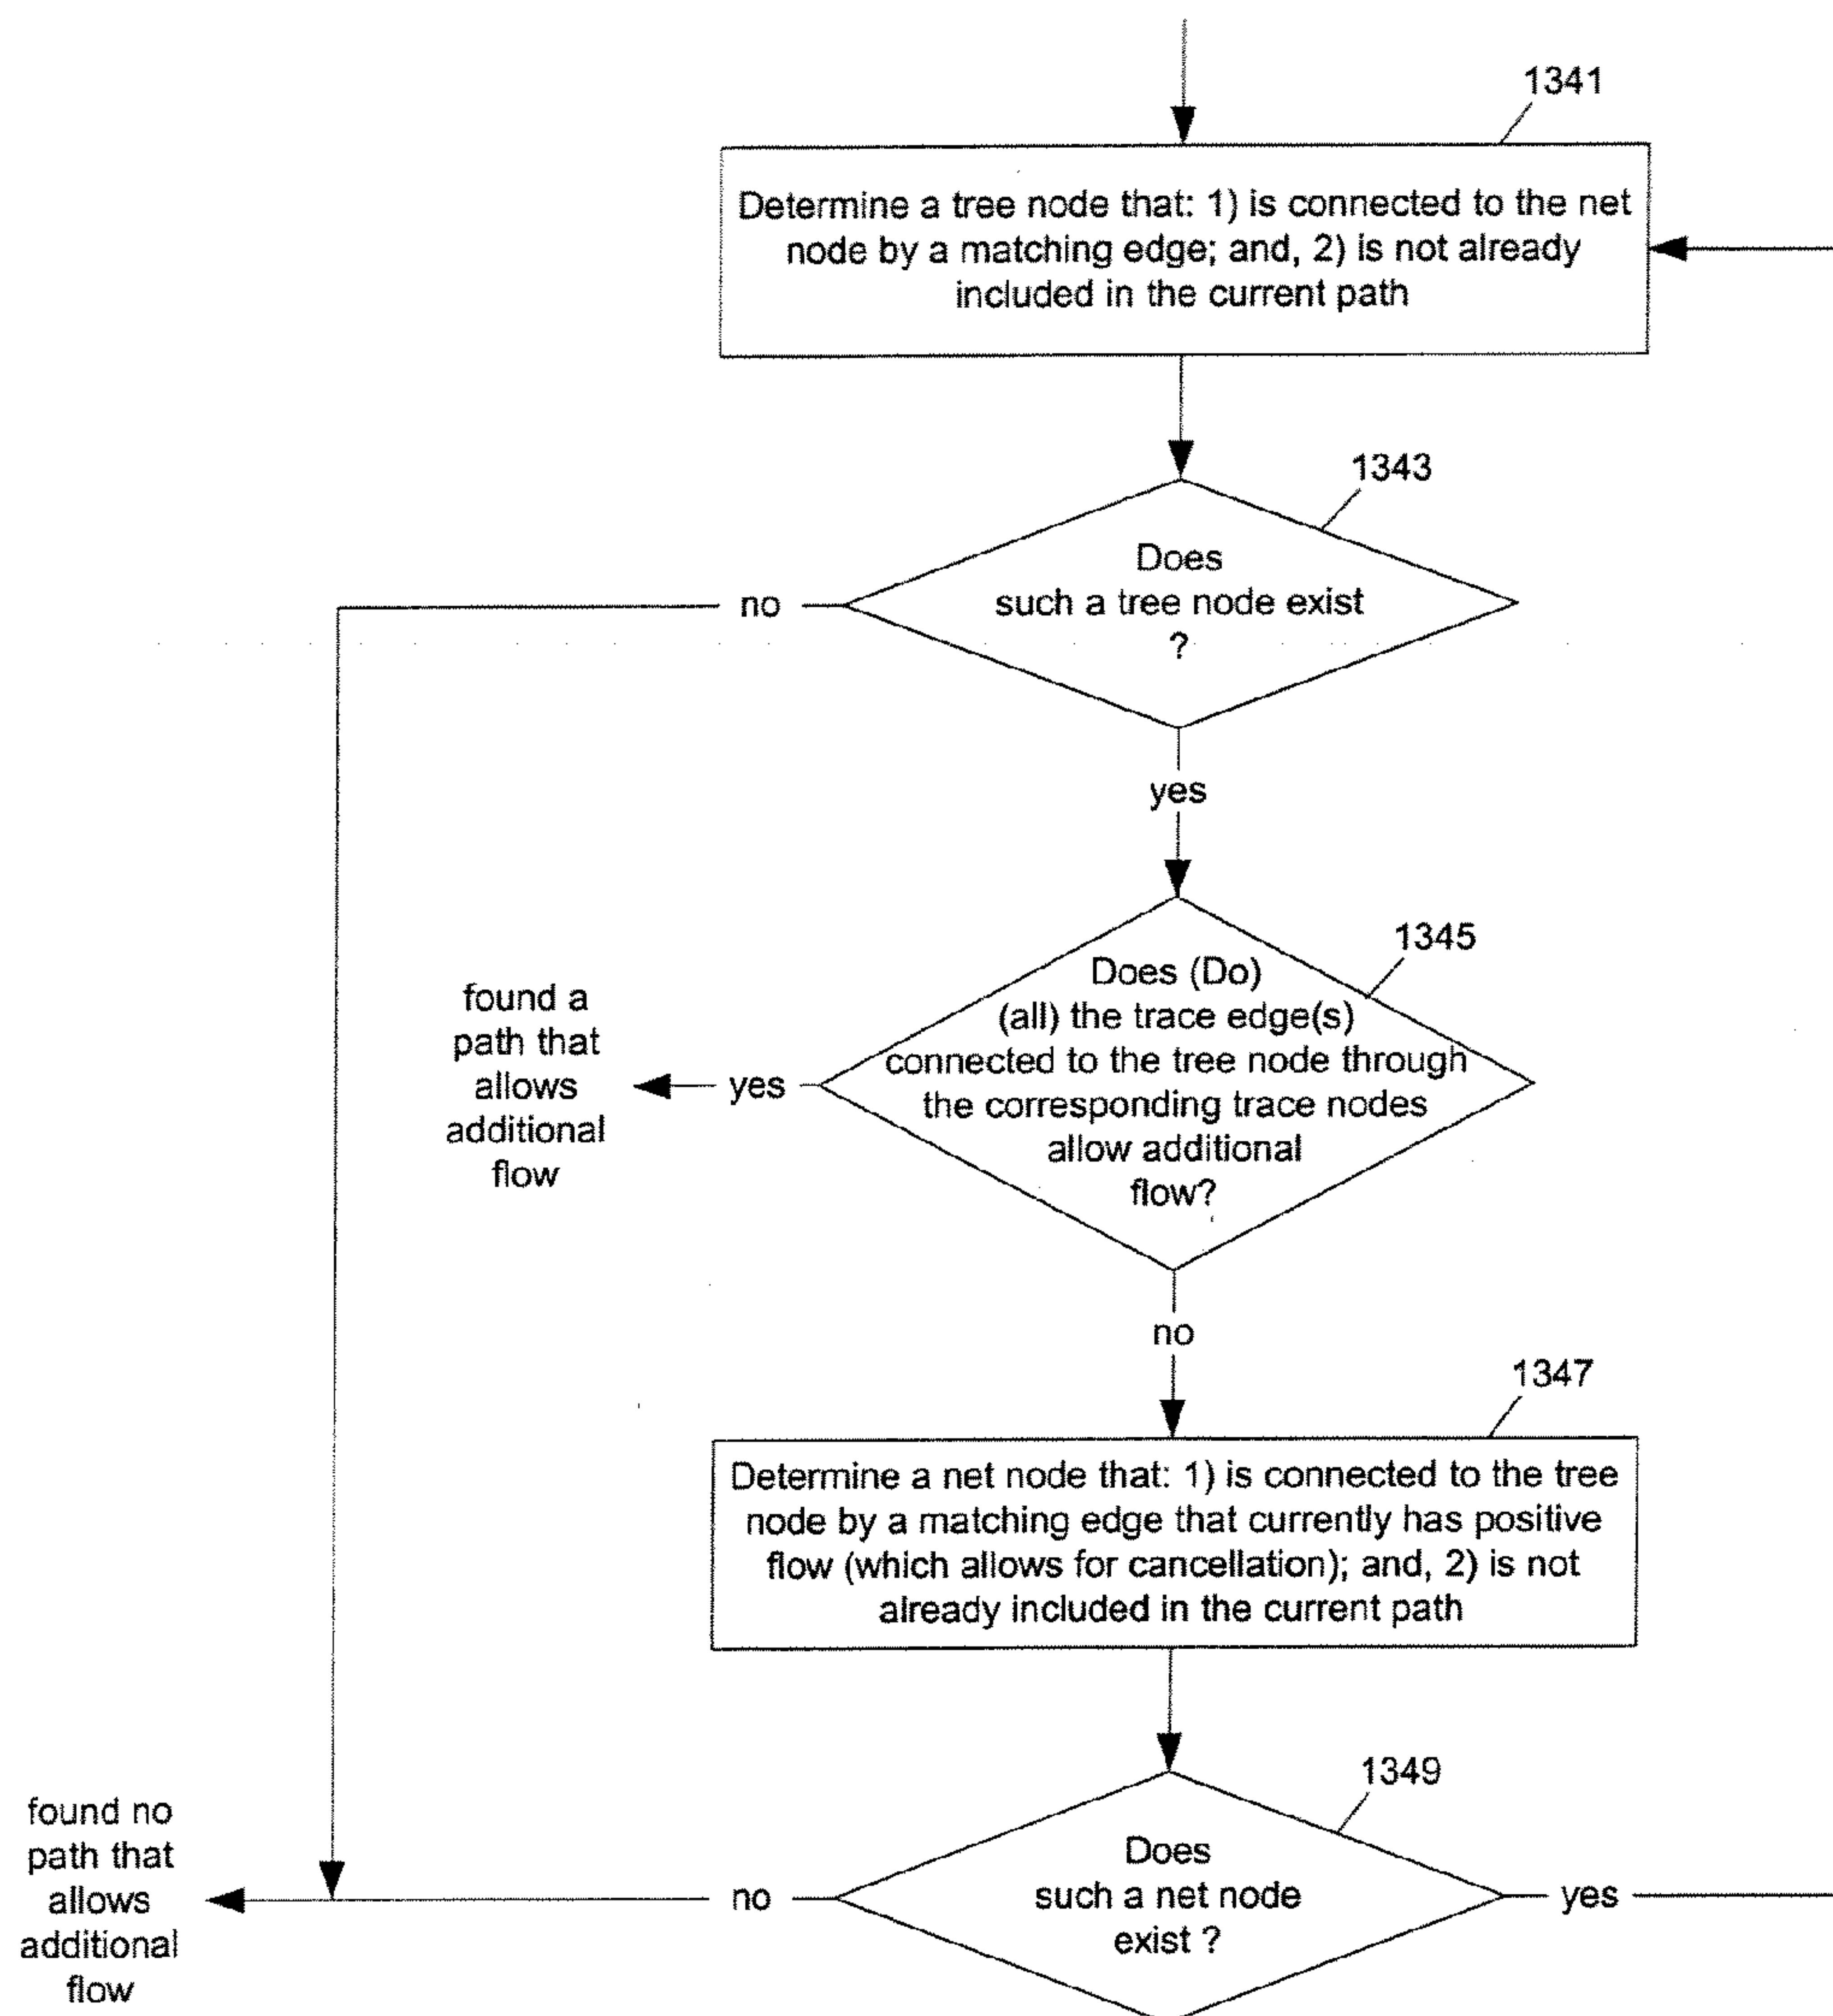 1341
Determine a tree node that: 1) is connected to the net
node by a matching edge; and, 2) is not already
included in the current path
1343
Does
such a tree node exist
?
no
yes
1345
Does (Do)
(all) the trace edge(s)
connected to the tree node through
the corresponding trace nodes
allow additional
flow?
yes
found a
path that
allows
additional
flow
no
1347
Determine a net node that: 1) is connected to the tree
node by a matching edge that currently has positive
flow (which allows for cancellation); and, 2) is not
already included in the current path
1349
Does
such a net node
exist ?
no
yes
found no
path that
allows
additional
flow